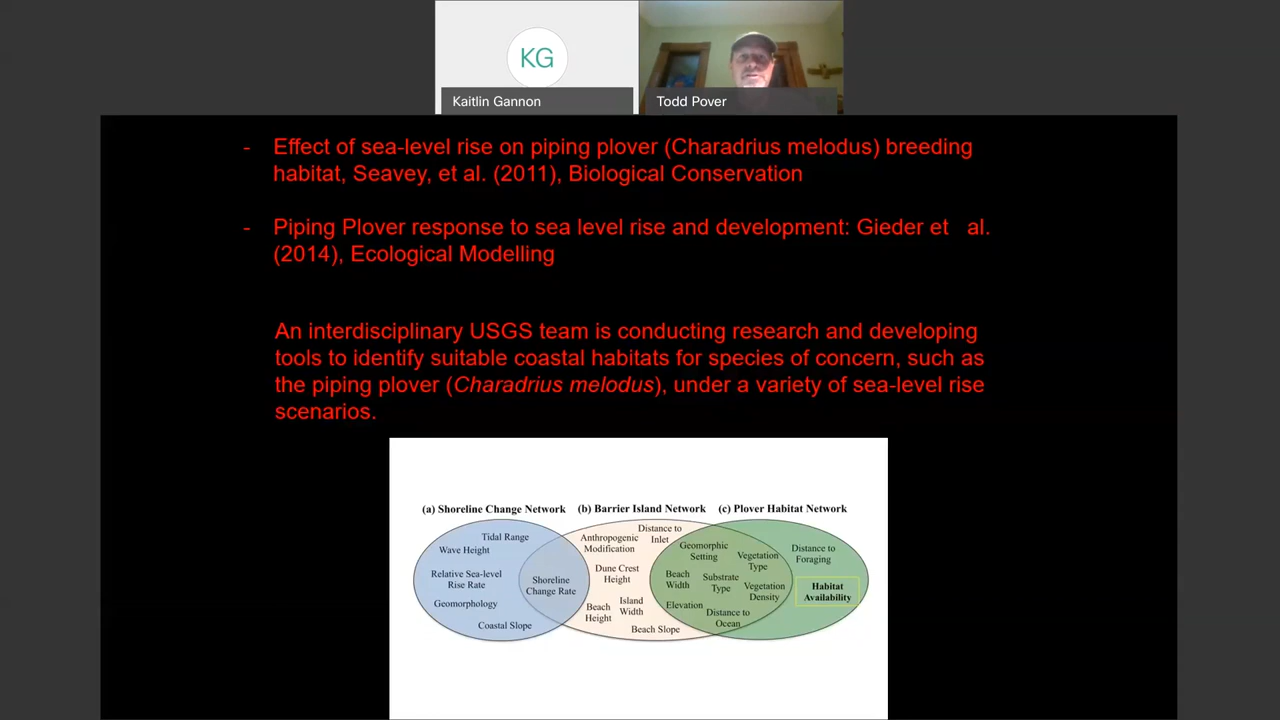 KG
Kaitlin Gannon
Todd Pover
- Effect of sea-level rise on piping plover (Charadrius melodus) breeding
habitat, Seavey, et al. (2011), Biological Conservation
- Piping Plover response to sea level rise and development: Gieder et al.
(2014), Ecological Modelling
An interdisciplinary USGS team is conducting research and developing
tools to identify suitable coastal habitats for species of concern, such as
the piping plover (Charadrius melodus), under a variety of sea-level rise
scenarios.
(a) Shoreline Change Network
Tidal Range
Wave Height
Relative Sea-level
Rise Rate
Geomorphology
Coastal Slope
Shoreline
Change Rate
(b) Barrier Island Network
Distance to
Inlet
Anthropogenic
Modification
Dune Crest
Height
Island
Width
Beach
Height
Beach Slope
(c) Plover Habitat Network
Geomorphic
Setting
Vegetation
Type
Beach
Width
Substrate
Type
Vegetation
Density
Elevation
Distance to
Ocean
Distance to
Foraging
Habitat
Availability